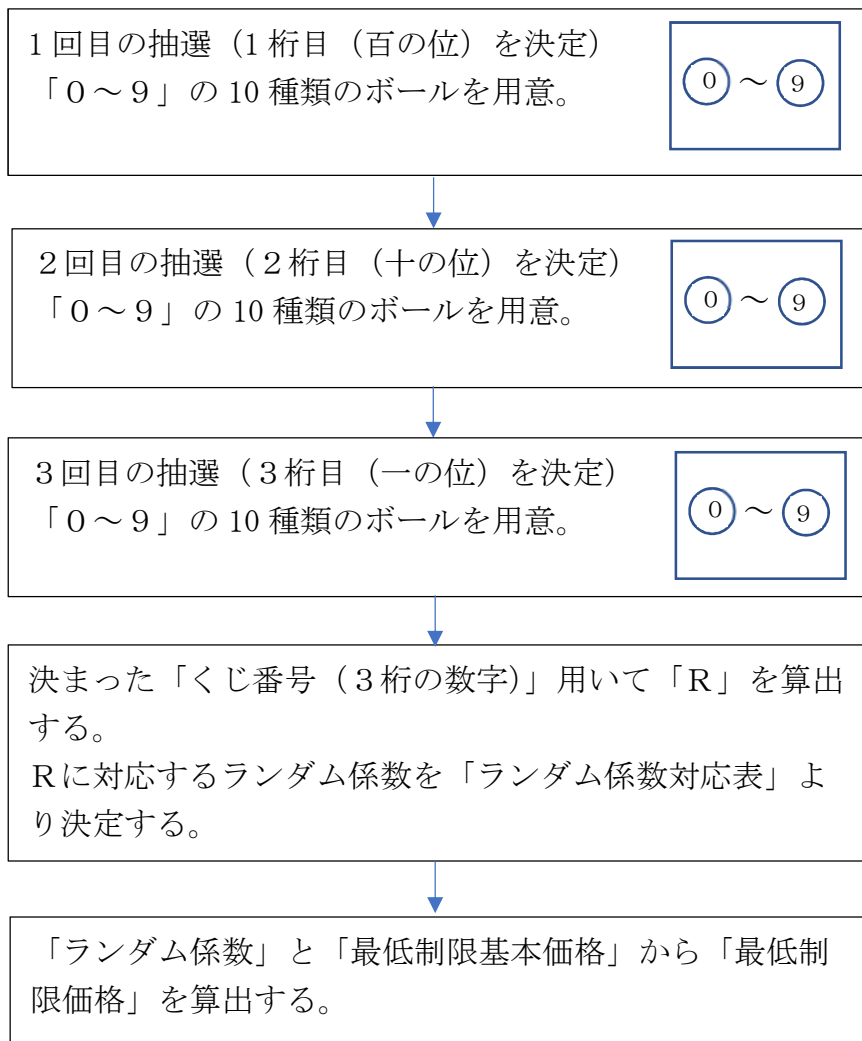 1回目の抽選(1桁目(百の位)を決定)
「0～9」の10種類のボールを用意。
0～9
2回目の抽選(2桁目(十の位)を決定)
「0～9」の10種類のボールを用意。
0～9
3回目の抽選(3桁目(一の位)を決定)
「0～9」の10種類のボールを用意。
0～9
決まった「くじ番号(3桁の数字)」用いて「R」を算出
する。
Rに対応するランダム係数を「ランダム係数対応表」よ
り決定する。
「ランダム係数」と「最低制限基本価格」から「最低制
限価格」を算出する。